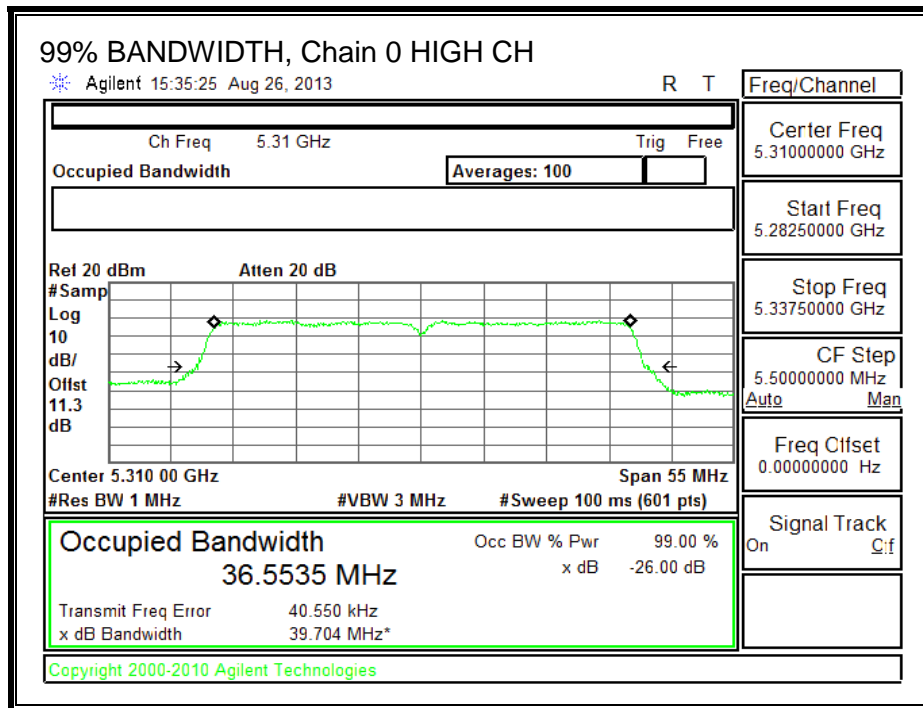 99% BANDWIDTH, Chain 0 HIGH CH
Agilent 15:35:25 Aug 26, 2013 R T
Freq/Channel
Ch Freq 5.31 GHz Trig Free
Occupied Bandwidth Averages: 100
Center Freq
5.31000000 GHz
Start Freq
5.28250000 GHz
Stop Freq
5.33750000 GHz
CF Step
5.50000000 MHz
Auto Man
Freq Offset
0.00000000 Hz
Signal Track
On Off
Ref 20 dBm Atten 20 dB
#Samp
Log
10
dB/
Offst
11.3
dB
Center 5.310 00 GHz Span 55 MHz
#Res BW 1 MHz #VBW 3 MHz #Sweep 100 ms (601 pts)
Occupied Bandwidth Occ BW % Pwr 99.00 %
36.5535 MHz x dB -26.00 dB
Transmit Freq Error 40.550 kHz
x dB Bandwidth 39.704 MHz*
Copyright 2000-2010 Agilent Technologies